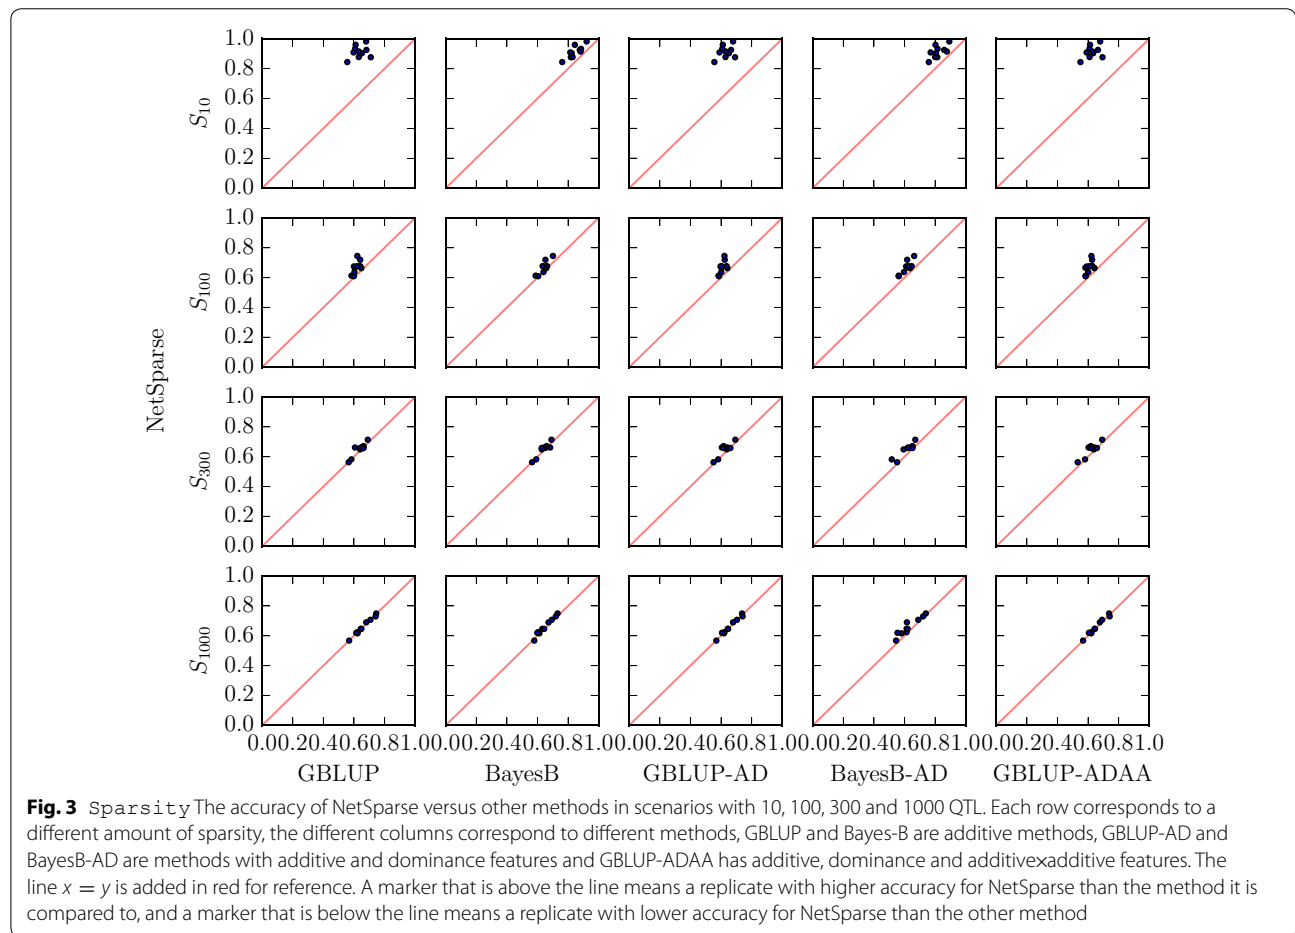 1.0
0.8
0.6
0.4
0.2
0.0
S10
1.0
0.8
0.6
0.4
0.2
0.0
S100
NetSparse
1.0
0.8
0.6
0.4
0.2
0.0
S300
1.0
0.8
0.6
0.4
0.2
0.0
S1000
0.00.20.40.60.81.00.00.20.40.60.81.00.00.20.40.60.81.00.00.20.40.60.81.00.00.20.40.60.81.0
GBLUP BayesB GBLUP-AD BayesB-AD GBLUP-ADAA
Fig. 3 Sparsity The accuracy of NetSparse versus other methods in scenarios with 10, 100, 300 and 1000 QTL. Each row corresponds to a
different amount of sparsity, the different columns correspond to different methods, GBLUP and Bayes-B are additive methods, GBLUP-AD and
BayesB-AD are methods with additive and dominance features and GBLUP-ADAA has additive, dominance and additive×additive features. The
line x = y is added in red for reference. A marker that is above the line means a replicate with higher accuracy for NetSparse than the method it is
compared to, and a marker that is below the line means a replicate with lower accuracy for NetSparse than the other method